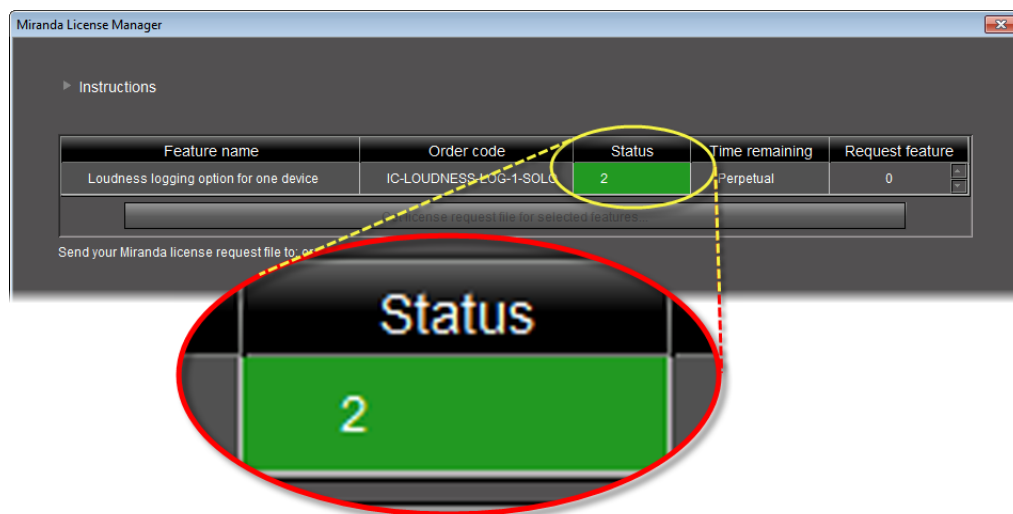 Miranda License Manager
Instructions
Feature name Order code Status Time remaining Request feature
Loudness logging option for one device IC-LOUDNESS-LOG-1-SOLO 2 Perpetual 0
license request file for selected features...
Send your Miranda license request file to:
Status
2